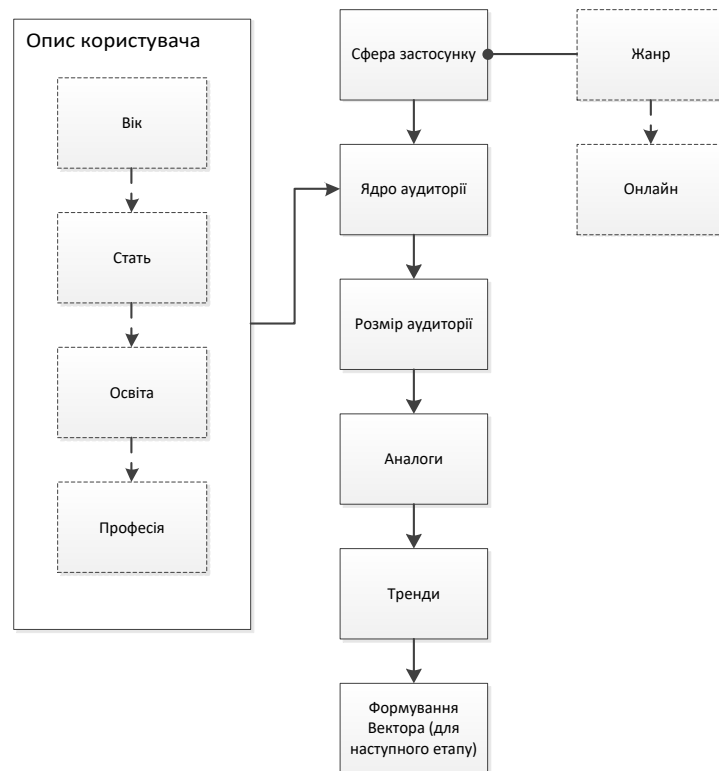 Опис користувача
Вік
Стать
Освіта
Професія
Сфера застосунку
Жанр
Ядро аудиторії
Онлайн
Розмір аудиторії
Аналоги
Тренди
Формування
Вектора (для
наступного етапу)